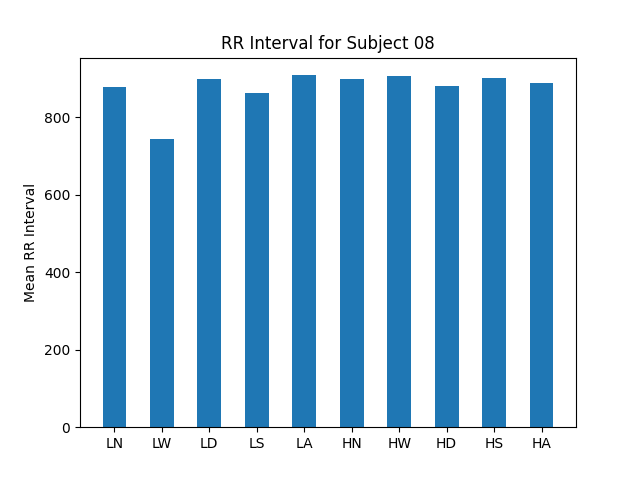 RR Interval for Subject 08
Mean RR Interval
800
600
400
200
0
LN LW LD LS LA HN HW HD HS HA